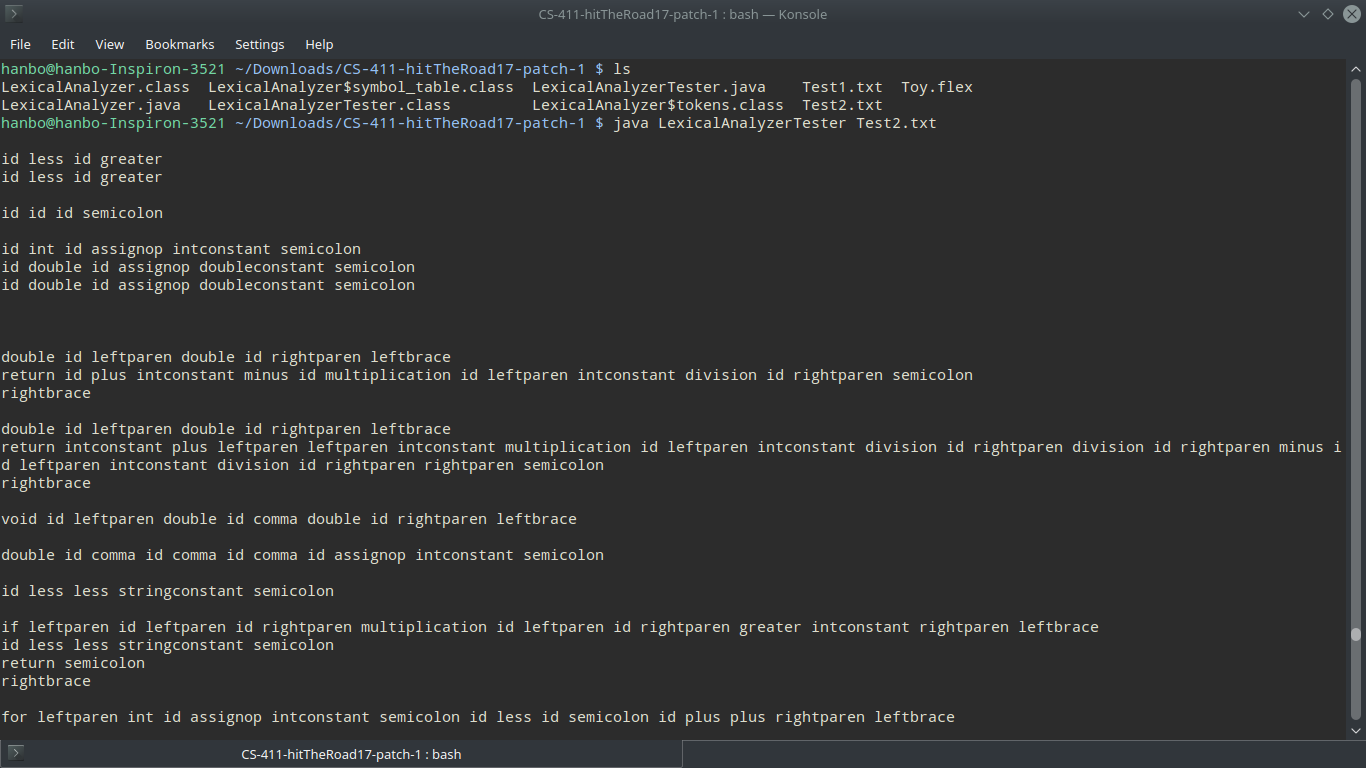 CS-411-hitTheRoad17-patch-1 : bash — Konsole
File Edit View Bookmarks Settings Help
hanbo@hanbo-Inspiron-3521 ~/Downloads/CS-411-hitTheRoad17-patch-1 $ ls
LexicalAnalyzer.class LexicalAnalyzer$symbol_table.class LexicalAnalyzerTester.java Test1.txt Toy.flex
LexicalAnalyzer.java LexicalAnalyzerTester.class LexicalAnalyzer$tokens.class Test2.txt
hanbo@hanbo-Inspiron-3521 ~/Downloads/CS-411-hitTheRoad17-patch-1 $ java LexicalAnalyzerTester Test2.txt
id less id greater
id less id greater
id id id semicolon
id int id assignop intconstant semicolon
id double id assignop doubleconstant semicolon
id double id assignop doubleconstant semicolon
double id leftparen double id rightparen leftbrace
return id plus intconstant minus id multiplication id leftparen intconstant division id rightparen semicolon
rightbrace
double id leftparen double id rightparen leftbrace
return intconstant plus leftparen leftparen intconstant multiplication id leftparen intconstant division id rightparen division id rightparen minus i
d leftparen intconstant division id rightparen rightparen semicolon
rightbrace
void id leftparen double id comma double id rightparen leftbrace
double id comma id comma id comma id assignop intconstant semicolon
id less less stringconstant semicolon
if leftparen id leftparen id rightparen multiplication id leftparen id rightparen greater intconstant rightparen leftbrace
id less less stringconstant semicolon
return semicolon
rightbrace
for leftparen int id assignop intconstant semicolon id less id semicolon id plus plus rightparen leftbrace
CS-411-hitTheRoad17-patch-1 : bash